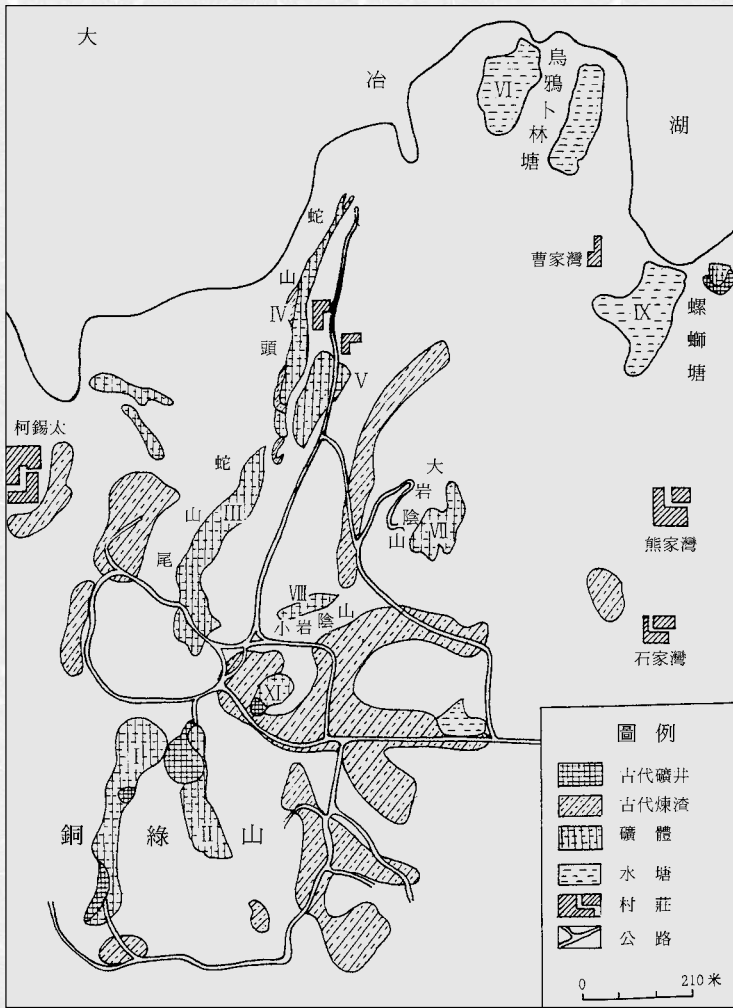 大
冶
湖
烏鴉卜林塘
VI
曹家灣
IX
螺螄塘
蛇山頭
IV
V
柯錫太
蛇山尾
III
大岩陰山
VII
熊家灣
VIII
小岩陰山
石家灣
XI
I
II
銅綠山
圖例
古代礦井
古代煉渣
礦體
水塘
村莊
公路
0 210米